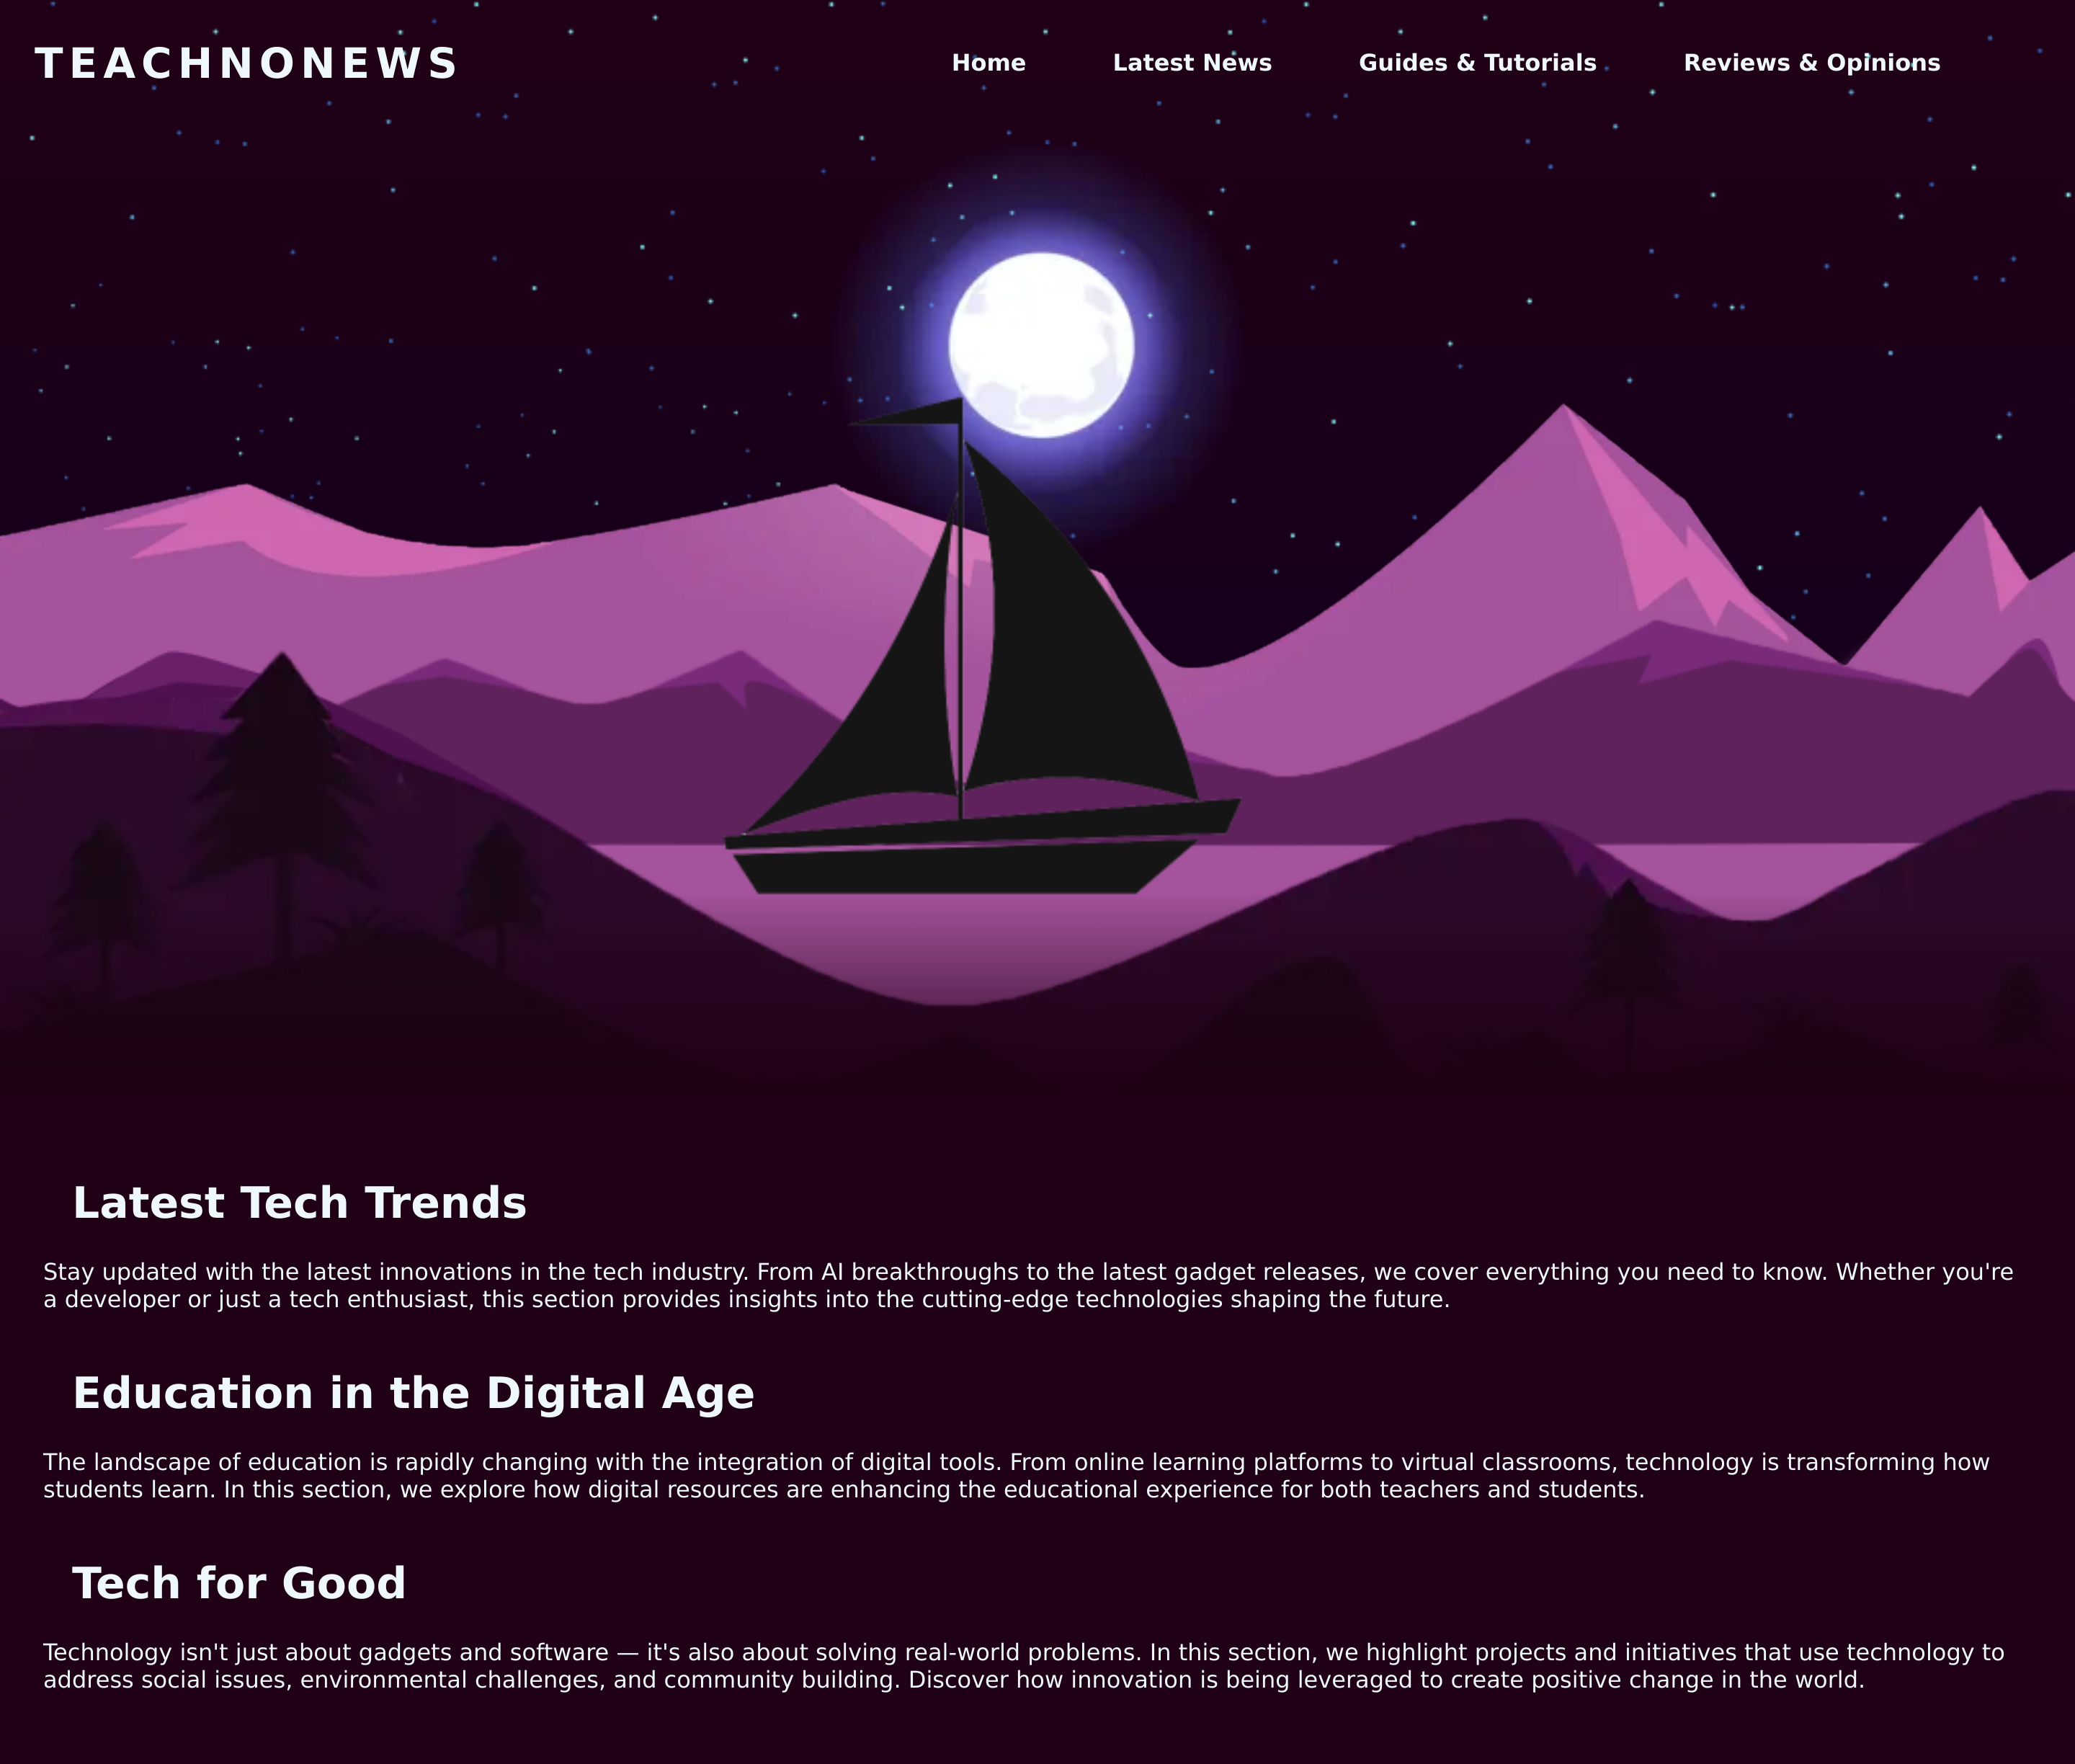 TEACHNONEWS
Home Latest News Guides & Tutorials Reviews & Opinions
Latest Tech Trends
Stay updated with the latest innovations in the tech industry. From AI breakthroughs to the latest gadget releases, we cover everything you need to know. Whether you're
a developer or just a tech enthusiast, this section provides insights into the cutting-edge technologies shaping the future.
Education in the Digital Age
The landscape of education is rapidly changing with the integration of digital tools. From online learning platforms to virtual classrooms, technology is transforming how
students learn. In this section, we explore how digital resources are enhancing the educational experience for both teachers and students.
Tech for Good
Technology isn't just about gadgets and software — it's also about solving real-world problems. In this section, we highlight projects and initiatives that use technology to
address social issues, environmental challenges, and community building. Discover how innovation is being leveraged to create positive change in the world.